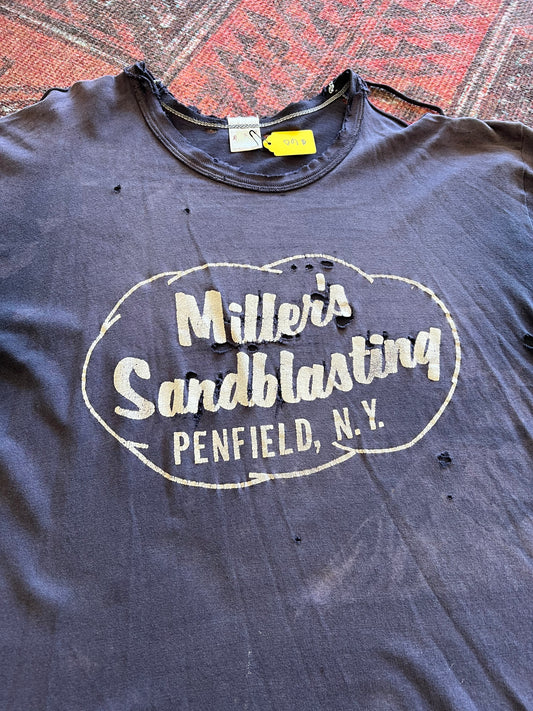 Miller's
Sandblasting
PENFIELD, N.Y.